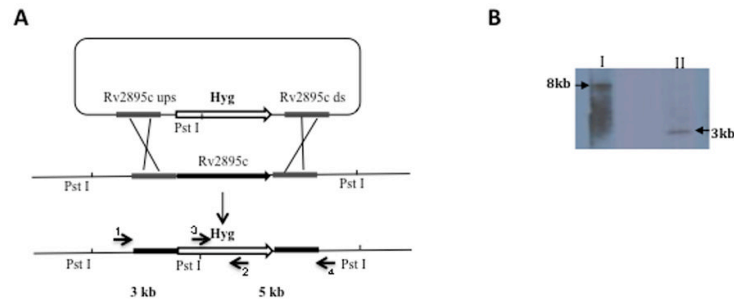 A
B
Rv2895c ups
Hyg
Rv2895c ds
Pst I
Rv2895c
Pst I
Pst I
1
3
Hyg
Pst I
Pst I
2
4
Pst I
3 kb
5 kb
I
II
8kb
3kb